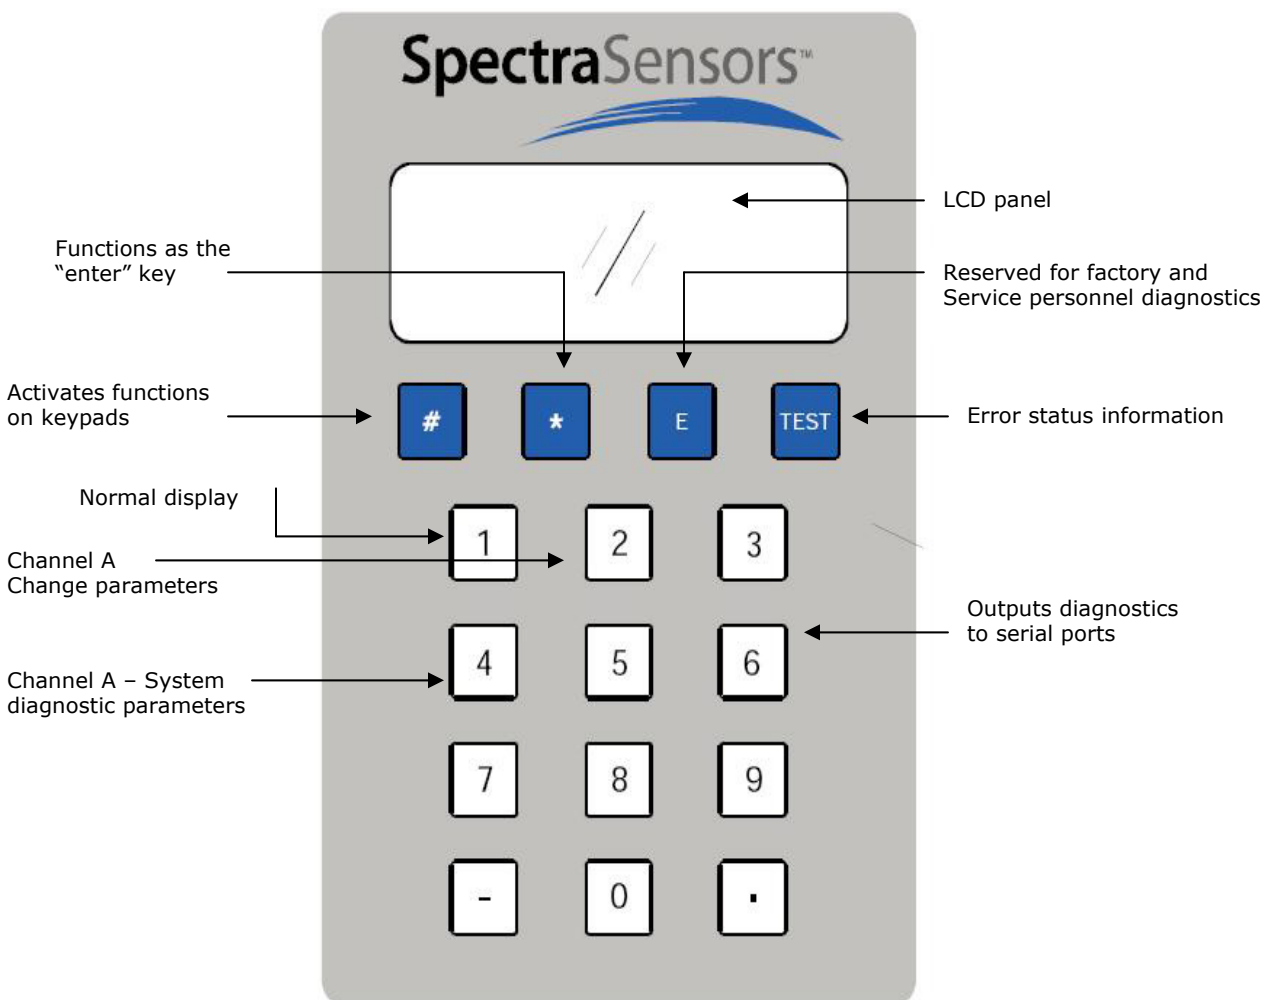 SpectraSensors™
LCD panel
Functions as the
“enter” key
Reserved for factory and
Service personnel diagnostics
Activates functions
on keypads
# * E TEST
Error status information
Normal display
1 2 3
Channel A
Change parameters
Outputs diagnostics
to serial ports
4 5 6
Channel A – System
diagnostic parameters
7 8 9
- 0 .